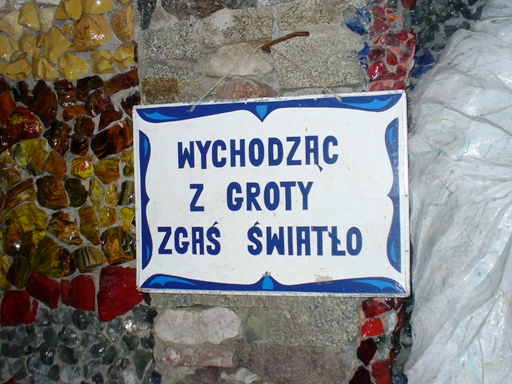 WYCHODZĄC
Z GROTY
ZGAŚ ŚWIATŁO